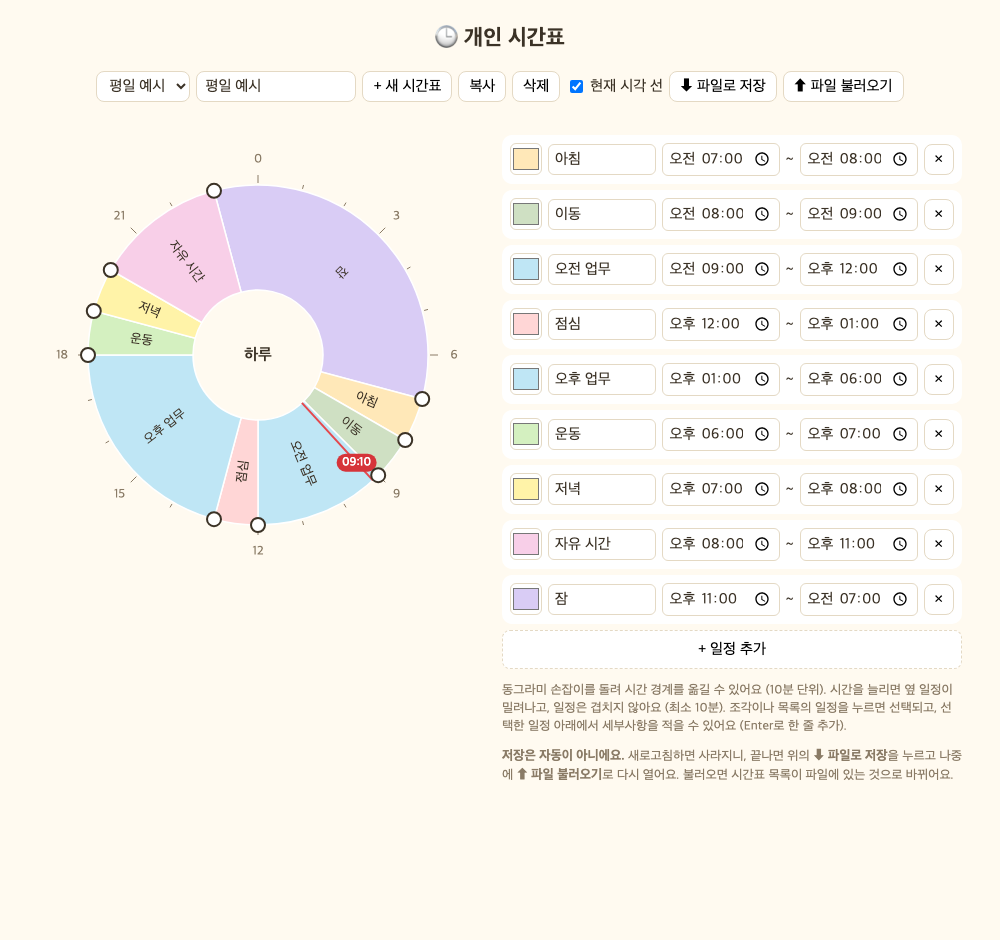 🕒 개인 시간표
평일 예시 평일 예시 + 새 시간표 복사 삭제 현재 시각 선 ⬇ 파일로 저장 ⬆ 파일 불러오기
0
3
6
9
12
15
18
21
잠
아침
이동
오전 업무
점심
오후 업무
운동
저녁
자유 시간
하루
09:10
아침 오전 07:00 ~ 오전 08:00 ×
이동 오전 08:00 ~ 오전 09:00 ×
오전 업무 오전 09:00 ~ 오후 12:00 ×
점심 오후 12:00 ~ 오후 01:00 ×
오후 업무 오후 01:00 ~ 오후 06:00 ×
운동 오후 06:00 ~ 오후 07:00 ×
저녁 오후 07:00 ~ 오후 08:00 ×
자유 시간 오후 08:00 ~ 오후 11:00 ×
잠 오후 11:00 ~ 오전 07:00 ×
+ 일정 추가
동그라미 손잡이를 돌려 시간 경계를 옮길 수 있어요 (10분 단위). 시간을 늘리면 옆 일정이
밀려나고, 일정은 겹치지 않아요 (최소 10분). 조각이나 목록의 일정을 누르면 선택되고, 선
택한 일정 아래에서 세부사항을 적을 수 있어요 (Enter로 한 줄 추가).
저장은 자동이 아니에요. 새로고침하면 사라지니, 끝나면 위의 ⬇ 파일로 저장을 누르고 나중
에 ⬆ 파일 불러오기로 다시 열어요. 불러오면 시간표 목록이 파일에 있는 것으로 바뀌어요.